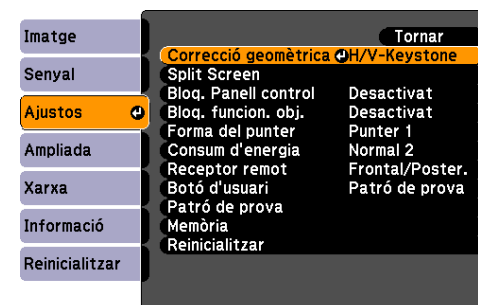 Imatge
Senyal
Ajustos
Ampliada
Xarxa
Informació
Reinicialitzar
Tornar
Correcció geomètrica H/V-Keystone
Split Screen
Bloq. Panell control Desactivat
Bloq. funcion. obj. Desactivat
Forma del punter Punter 1
Consum d'energia Normal 2
Receptor remot Frontal/Poster.
Botó d'usuari Patró de prova
Patró de prova
Memòria
Reinicialitzar